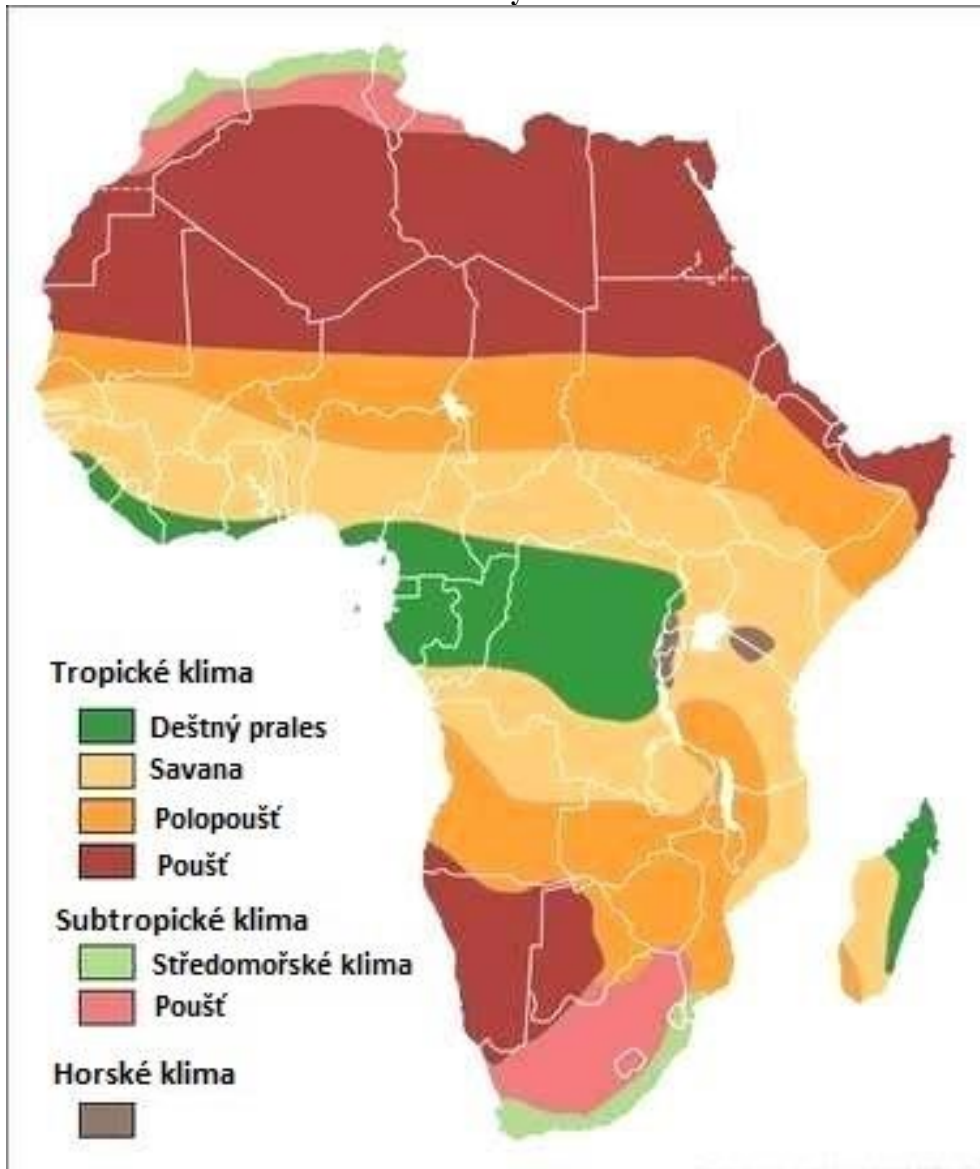 Tropické klima
Deštný prales
Savana
Polopoušť
Poušť
Subtropické klima
Středomořské klima
Poušť
Horské klima